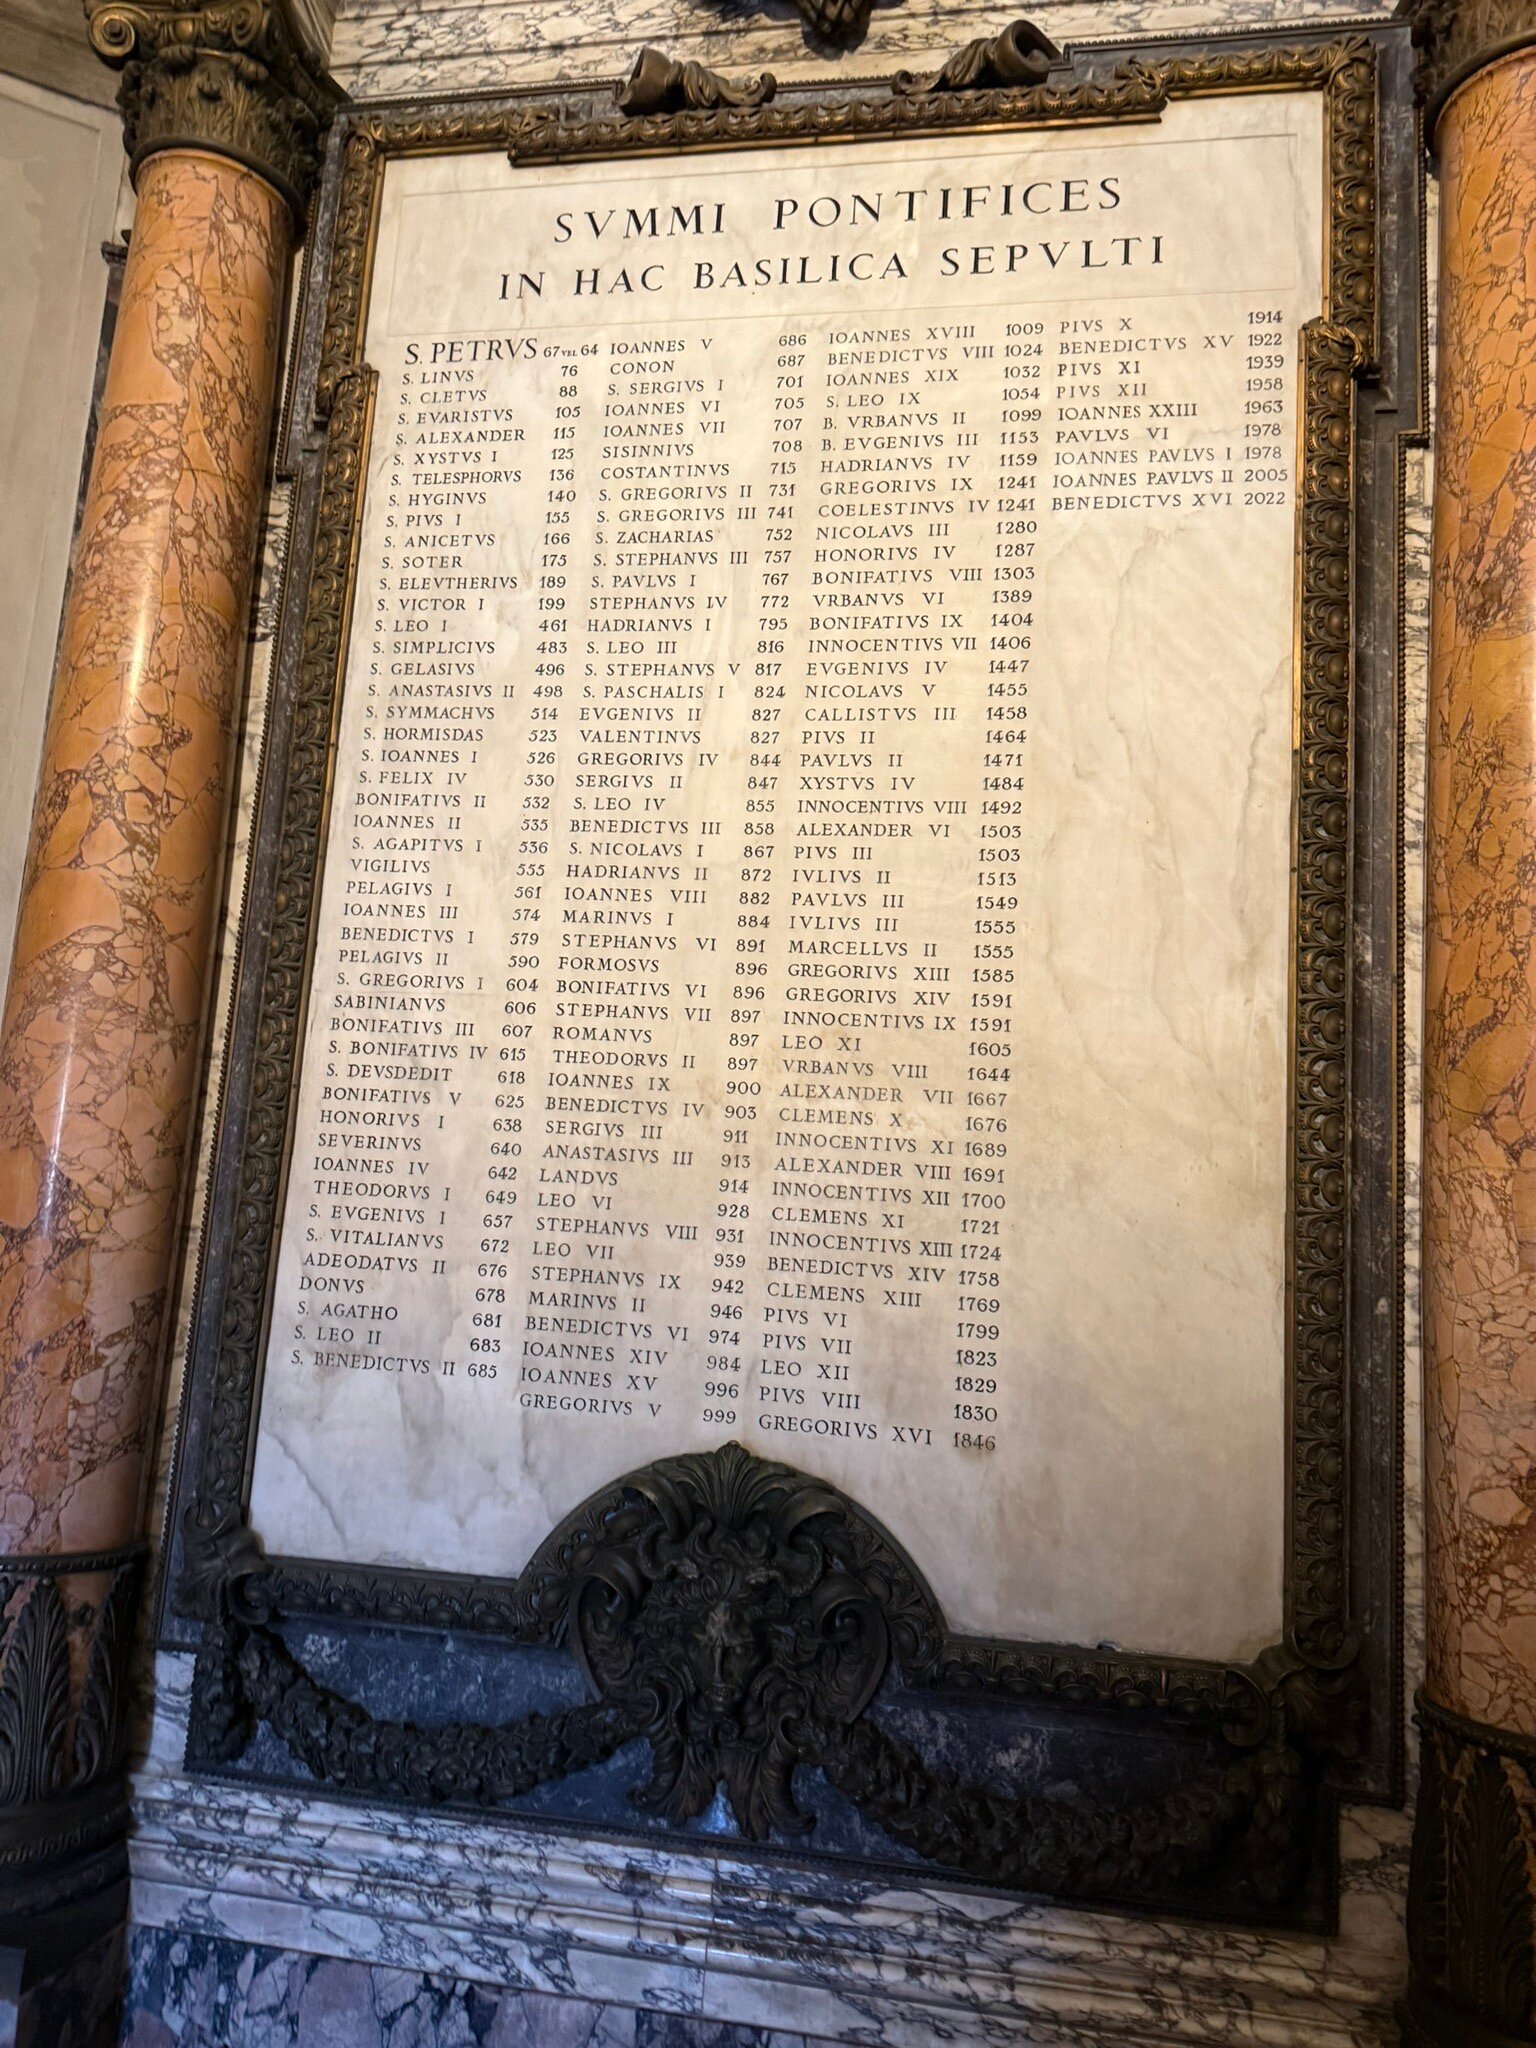 SVMMI PONTIFICES
IN HAC BASILICA SEPVLTI
S. PETRVS 67 VEL 64
S. LINVS 76
S. CLETVS 88
S. EVARISTVS 105
S. ALEXANDER 115
S. XYSTVS I 125
S. TELESPHORVS 136
S. HYGINVS 140
S. PIVS I 155
S. ANICETVS 166
S. SOTER 175
S. ELEVTHERIVS 189
S. VICTOR I 199
S. LEO I 461
S. SIMPLICIVS 483
S. GELASIVS 496
S. ANASTASIVS II 498
S. SYMMACHVS 514
S. HORMISDAS 523
S. IOANNES I 526
S. FELIX IV 530
BONIFATIVS II 532
IOANNES II 535
S. AGAPITVS I 536
VIGILIVS 555
PELAGIVS I 561
IOANNES III 574
BENEDICTVS I 579
PELAGIVS II 590
S. GREGORIVS I 604
SABINIANVS 606
BONIFATIVS III 607
S. BONIFATIVS IV 615
S. DEVSDEDIT 618
BONIFATIVS V 625
HONORIVS I 638
SEVERINVS 640
IOANNES IV 642
THEODORVS I 649
S. EVGENIVS I 657
S. VITALIANVS 672
ADEODATVS II 676
DONVS 678
S. AGATHO 681
S. LEO II 683
S. BENEDICTVS II 685
IOANNES V 686
CONON 687
S. SERGIVS I 701
IOANNES VI 705
IOANNES VII 707
SISINNIVS 708
COSTANTINVS 715
S. GREGORIVS II 731
S. GREGORIVS III 741
S. ZACHARIAS 752
S. STEPHANVS III 757
S. PAVLVS I 767
STEPHANVS IV 772
HADRIANVS I 795
S. LEO III 816
S. STEPHANVS V 817
S. PASCHALIS I 824
EVGENIVS II 827
VALENTINVS 827
GREGORIVS IV 844
SERGIVS II 847
S. LEO IV 855
BENEDICTVS III 858
S. NICOLAVS I 867
HADRIANVS II 872
IOANNES VIII 882
MARINVS I 884
STEPHANVS VI 891
FORMOSVS 896
BONIFATIVS VI 896
STEPHANVS VII 897
ROMANVS 897
THEODORVS II 897
IOANNES IX 900
BENEDICTVS IV 903
SERGIVS III 911
ANASTASIVS III 913
LANDVS 914
LEO VI 928
STEPHANVS VIII 931
LEO VII 939
STEPHANVS IX 942
MARINVS II 946
BENEDICTVS VI 974
IOANNES XIV 984
IOANNES XV 996
GREGORIVS V 999
IOANNES XVIII 1009
BENEDICTVS VIII 1024
IOANNES XIX 1032
S. LEO IX 1054
B. VRBANVS II 1099
B. EVGENIVS III 1153
HADRIANVS IV 1159
GREGORIVS IX 1241
COELESTINVS IV 1241
NICOLAVS III 1280
HONORIVS IV 1287
BONIFATIVS VIII 1303
VRBANVS VI 1389
BONIFATIVS IX 1404
INNOCENTIVS VII 1406
EVGENIVS IV 1447
NICOLAVS V 1455
CALLISTVS III 1458
PIVS II 1464
PAVLVS II 1471
XYSTVS IV 1484
INNOCENTIVS VIII 1492
ALEXANDER VI 1503
PIVS III 1503
IVLIVS II 1513
PAVLVS III 1549
IVLIVS III 1555
MARCELLVS II 1555
GREGORIVS XIII 1585
GREGORIVS XIV 1591
INNOCENTIVS IX 1591
LEO XI 1605
VRBANVS VIII 1644
ALEXANDER VII 1667
CLEMENS X 1676
INNOCENTIVS XI 1689
ALEXANDER VIII 1691
INNOCENTIVS XII 1700
CLEMENS XI 1721
INNOCENTIVS XIII 1724
BENEDICTVS XIV 1758
CLEMENS XIII 1769
PIVS VI 1799
PIVS VII 1823
LEO XII 1829
PIVS VIII 1830
GREGORIVS XVI 1846
PIVS X 1914
BENEDICTVS XV 1922
PIVS XI 1939
PIVS XII 1958
IOANNES XXIII 1963
PAVLVS VI 1978
IOANNES PAVLVS I 1978
IOANNES PAVLVS II 2005
BENEDICTVS XVI 2022